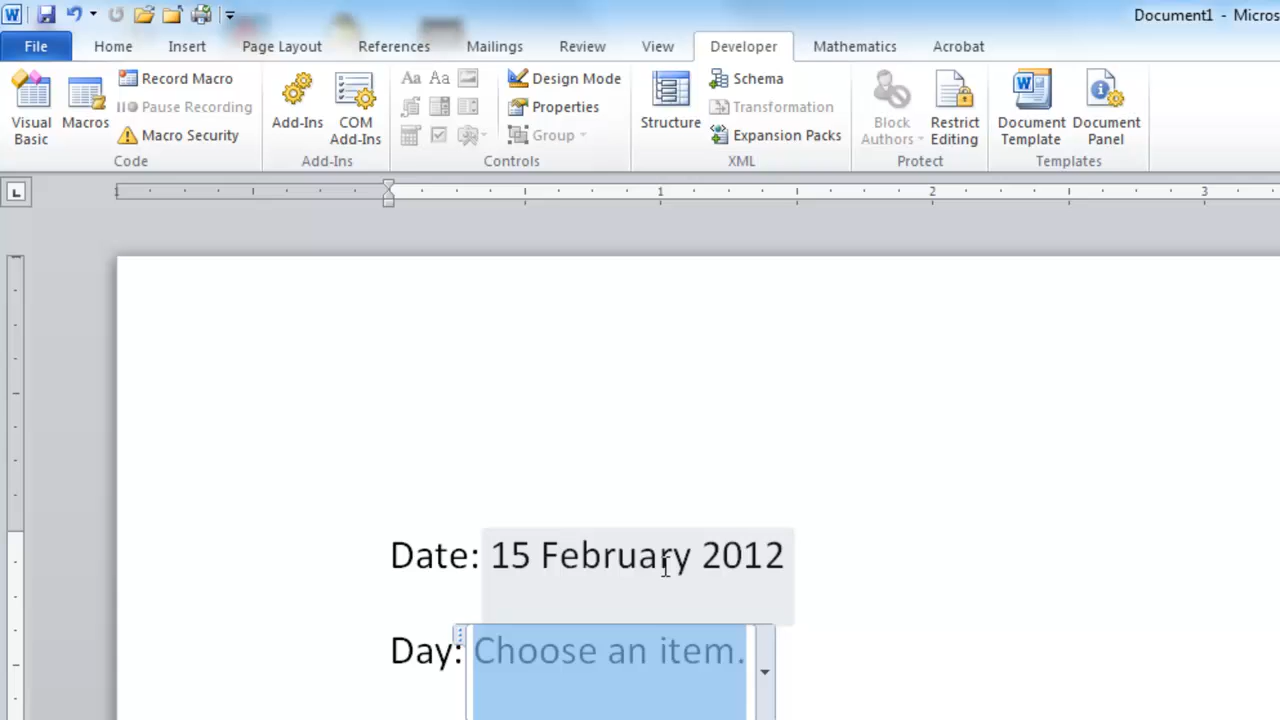 Document1 - Micros
File Home Insert Page Layout References Mailings Review View Developer Mathematics Acrobat
Visual Basic
Macros
Record Macro
Pause Recording
Macro Security
Code
Add-Ins
COM Add-Ins
Add-Ins
Aa Aa
Design Mode
Properties
Group
Controls
Structure
Schema
Transformation
Expansion Packs
XML
Block Authors
Restrict Editing
Protect
Document Template
Document Panel
Templates
1 1 2 3
Date: 15 February 2012
Day: Choose an item.